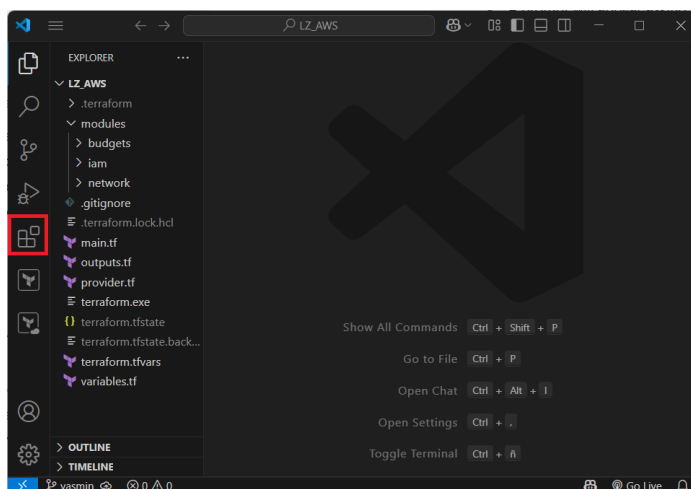 LZ_AWS
EXPLORER ...
LZ_AWS
.terraform
modules
budgets
iam
network
.gitignore
.terraform.lock.hcl
main.tf
outputs.tf
provider.tf
terraform.exe
{} terraform.tfstate
terraform.tfstate.back...
terraform.tfvars
variables.tf
OUTLINE
TIMELINE
Show All Commands Ctrl + Shift + P
Go to File Ctrl + P
Open Chat Ctrl + Alt + I
Open Settings Ctrl + ,
Toggle Terminal Ctrl + ñ
yasmin 0 0 Go Live